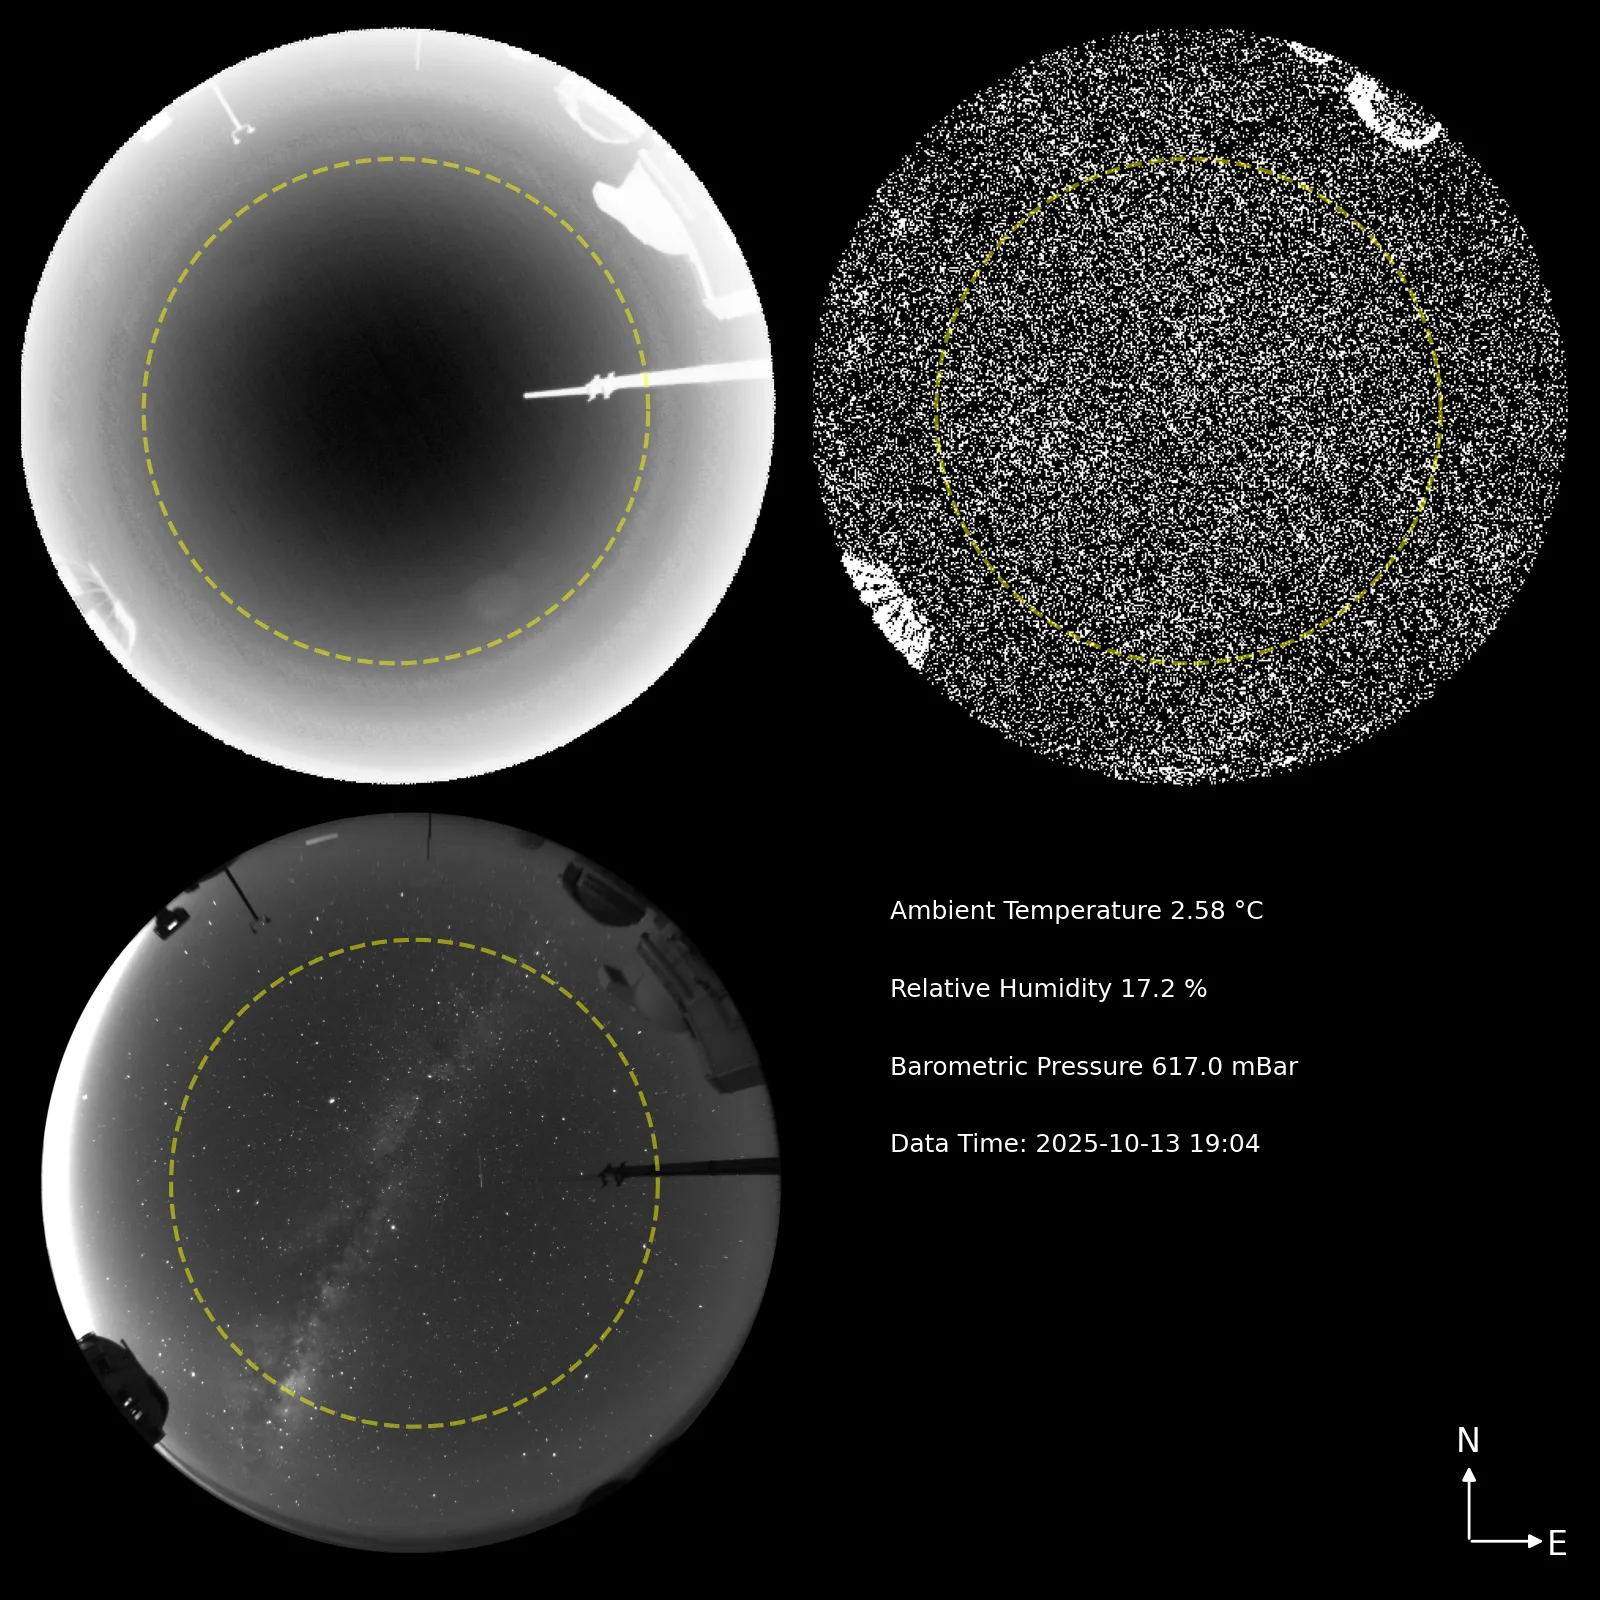 Ambient Temperature 2.58 °C
Relative Humidity 17.2 %
Barometric Pressure 617.0 mBar
Data Time: 2025-10-13 19:04
N
E